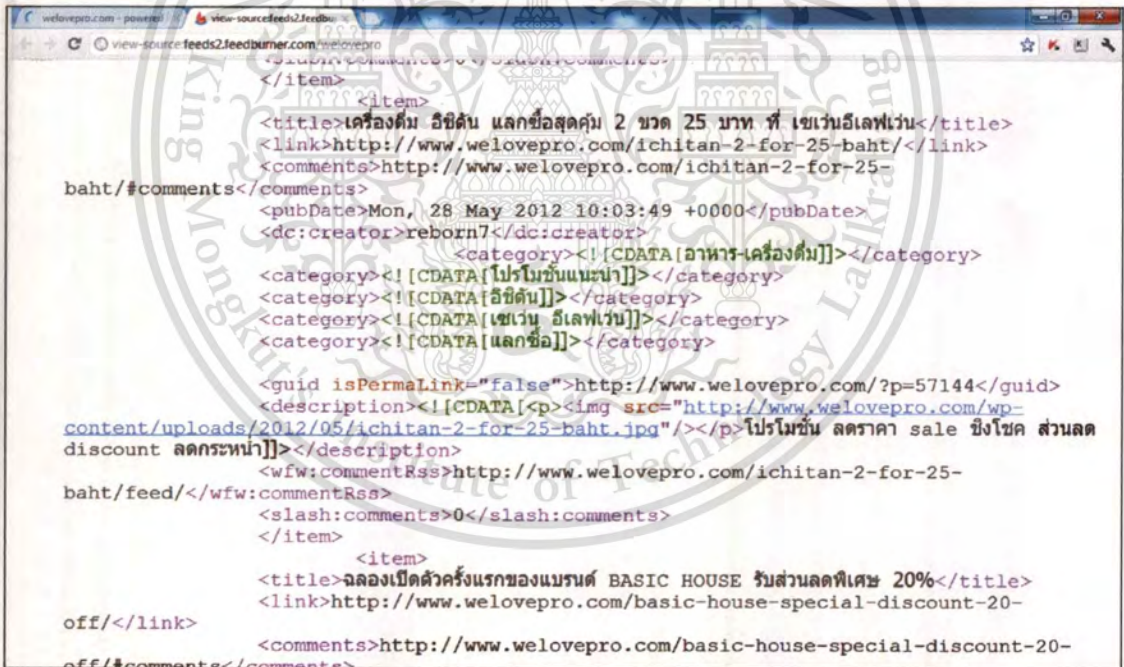 welovepro.com - powered
view-source:feeds2.feedbu
view-source:feeds2.feedburner.com/welovepro
<slash:comments>0</slash:comments>
</item>
<item>
<title>เครื่องดื่ม อิชิตัน แลกซื้อสุดคุ้ม 2 ขวด 25 บาท ที่ เซเว่นอีเลฟเว่น</title>
<link>http://www.welovepro.com/ichitan-2-for-25-baht/</link>
<comments>http://www.welovepro.com/ichitan-2-for-25-
baht/#comments</comments>
<pubDate>Mon, 28 May 2012 10:03:49 +0000</pubDate>
<dc:creator>reborn7</dc:creator>
<category><![CDATA[อาหาร-เครื่องดื่ม]]></category>
<category><![CDATA[โปรโมชั่นแนะนำ]]></category>
<category><![CDATA[อิชิตัน]]></category>
<category><![CDATA[เซเว่น อีเลฟเว่น]]></category>
<category><![CDATA[แลกซื้อ]]></category>
<guid isPermaLink="false">http://www.welovepro.com/?p=57144</guid>
<description><![CDATA[<p><img src="http://www.welovepro.com/wp-
content/uploads/2012/05/ichitan-2-for-25-baht.jpg"/></p>โปรโมชั่น ลดราคา sale ชิงโชค ส่วนลด
discount ลดกระหน่ำ]]></description>
<wfw:commentRss>http://www.welovepro.com/ichitan-2-for-25-
baht/feed/</wfw:commentRss>
<slash:comments>0</slash:comments>
</item>
<item>
<title>ฉลองเปิดตัวครั้งแรกของแบรนด์ BASIC HOUSE รับส่วนลดพิเศษ 20%</title>
<link>http://www.welovepro.com/basic-house-special-discount-20-
off/</link>
<comments>http://www.welovepro.com/basic-house-special-discount-20-
off/#comments</comments>
King Mongkut's Institute of Technology Ladkrabang